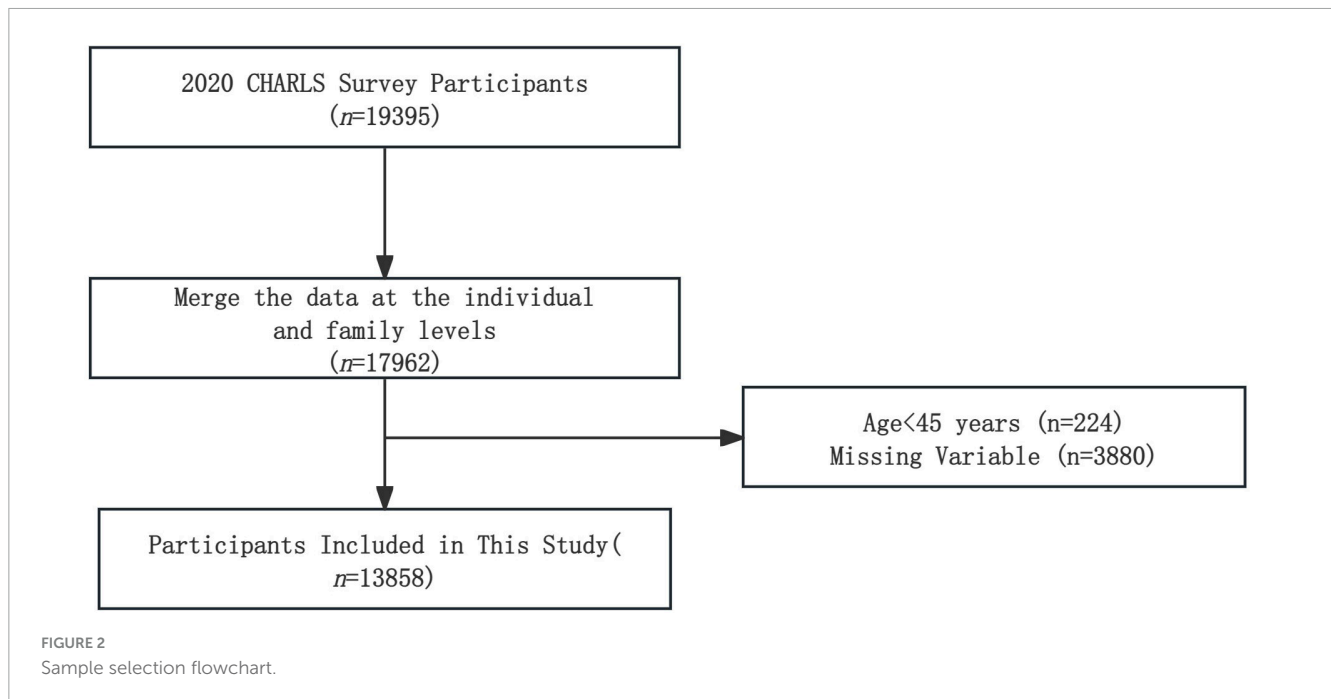 2020 CHARLS Survey Participants
(n=19395)
Merge the data at the individual
and family levels
(n=17962)
Age<45 years (n=224)
Missing Variable (n=3880)
Participants Included in This Study(
n=13858)
FIGURE 2
Sample selection flowchart.